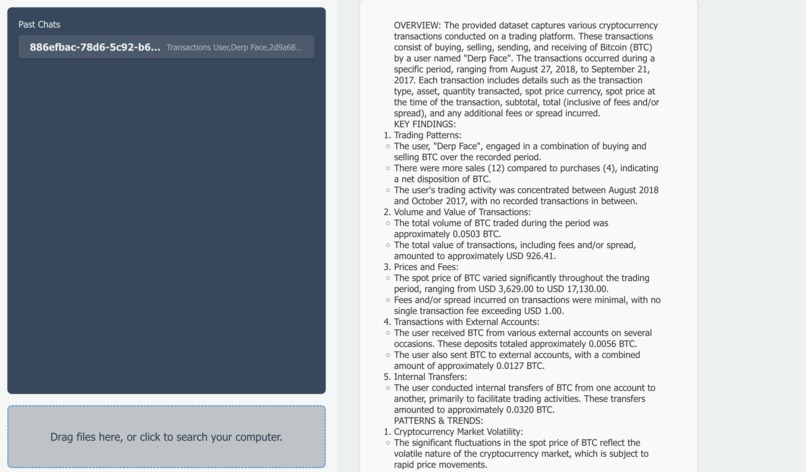 Past Chats
886efbac-78d6-5c92-b6... Transactions User,Derp Face,2d9a68...
Drag files here, or click to search your computer.
OVERVIEW: The provided dataset captures various cryptocurrency
transactions conducted on a trading platform. These transactions
consist of buying, selling, sending, and receiving of Bitcoin (BTC)
by a user named "Derp Face". The transactions occurred during a
specific period, ranging from August 27, 2018, to September 21,
2017. Each transaction includes details such as the transaction
type, asset, quantity transacted, spot price currency, spot price at
the time of the transaction, subtotal, total (inclusive of fees and/or
spread), and any additional fees or spread incurred.
KEY FINDINGS:
1. Trading Patterns:
○ The user, "Derp Face", engaged in a combination of buying and
selling BTC over the recorded period.
○ There were more sales (12) compared to purchases (4), indicating
a net disposition of BTC.
○ The user's trading activity was concentrated between August 2018
and October 2017, with no recorded transactions in between.
2. Volume and Value of Transactions:
○ The total volume of BTC traded during the period was
approximately 0.0503 BTC.
○ The total value of transactions, including fees and/or spread,
amounted to approximately USD 926.41.
3. Prices and Fees:
○ The spot price of BTC varied significantly throughout the trading
period, ranging from USD 3,629.00 to USD 17,130.00.
○ Fees and/or spread incurred on transactions were minimal, with no
single transaction fee exceeding USD 1.00.
4. Transactions with External Accounts:
○ The user received BTC from various external accounts on several
occasions. These deposits totaled approximately 0.0056 BTC.
○ The user also sent BTC to external accounts, with a combined
amount of approximately 0.0127 BTC.
5. Internal Transfers:
○ The user conducted internal transfers of BTC from one account to
another, primarily to facilitate trading activities. These transfers
amounted to approximately 0.0320 BTC.
PATTERNS & TRENDS:
1. Cryptocurrency Market Volatility:
○ The significant fluctuations in the spot price of BTC reflect the
volatile nature of the cryptocurrency market, which is subject to
rapid price movements.